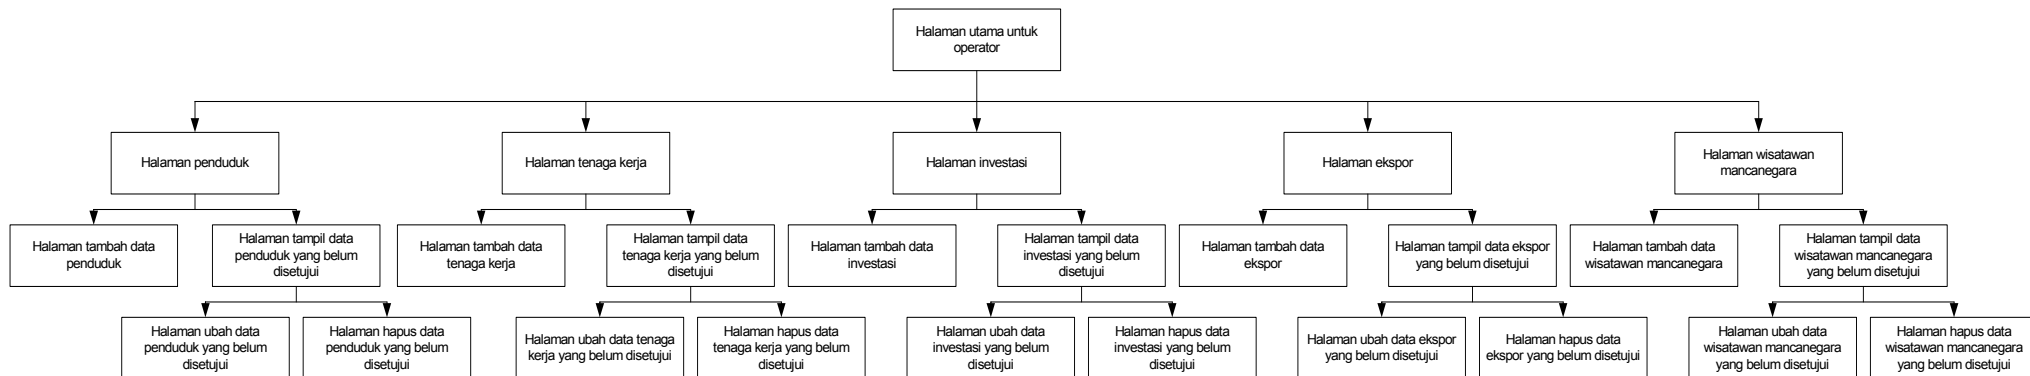 Halaman utama untuk
operator
Halaman penduduk
Halaman tenaga kerja
Halaman investasi
Halaman ekspor
Halaman wisatawan
mancanegara
Halaman tambah data
penduduk
Halaman tampil data
penduduk yang belum
disetujui
Halaman tambah data
tenaga kerja
Halaman tampil data
tenaga kerja yang belum
disetujui
Halaman tambah data
investasi
Halaman tampil data
investasi yang belum
disetujui
Halaman tambah data
ekspor
Halaman tampil data ekspor
yang belum disetujui
Halaman tambah data
wisatawan mancanegara
Halaman tampil data
wisatawan mancanegara
yang belum disetujui
Halaman ubah data
penduduk yang belum
disetujui
Halaman hapus data
penduduk yang belum
disetujui
Halaman ubah data tenaga
kerja yang belum disetujui
Halaman hapus data
tenaga kerja yang belum
disetujui
Halaman ubah data
investasi yang belum
disetujui
Halaman hapus data
investasi yang belum
disetujui
Halaman ubah data ekspor
yang belum disetujui
Halaman hapus data
ekspor yang belum disetujui
Halaman ubah data
wisatawan mancanegara
yang belum disetujui
Halaman hapus data
wisatawan mancanegara
yang belum disetujui